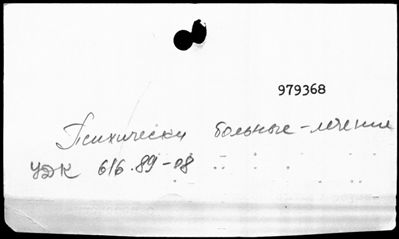 979368
Психически больные - лечение
УДК 616.89-08